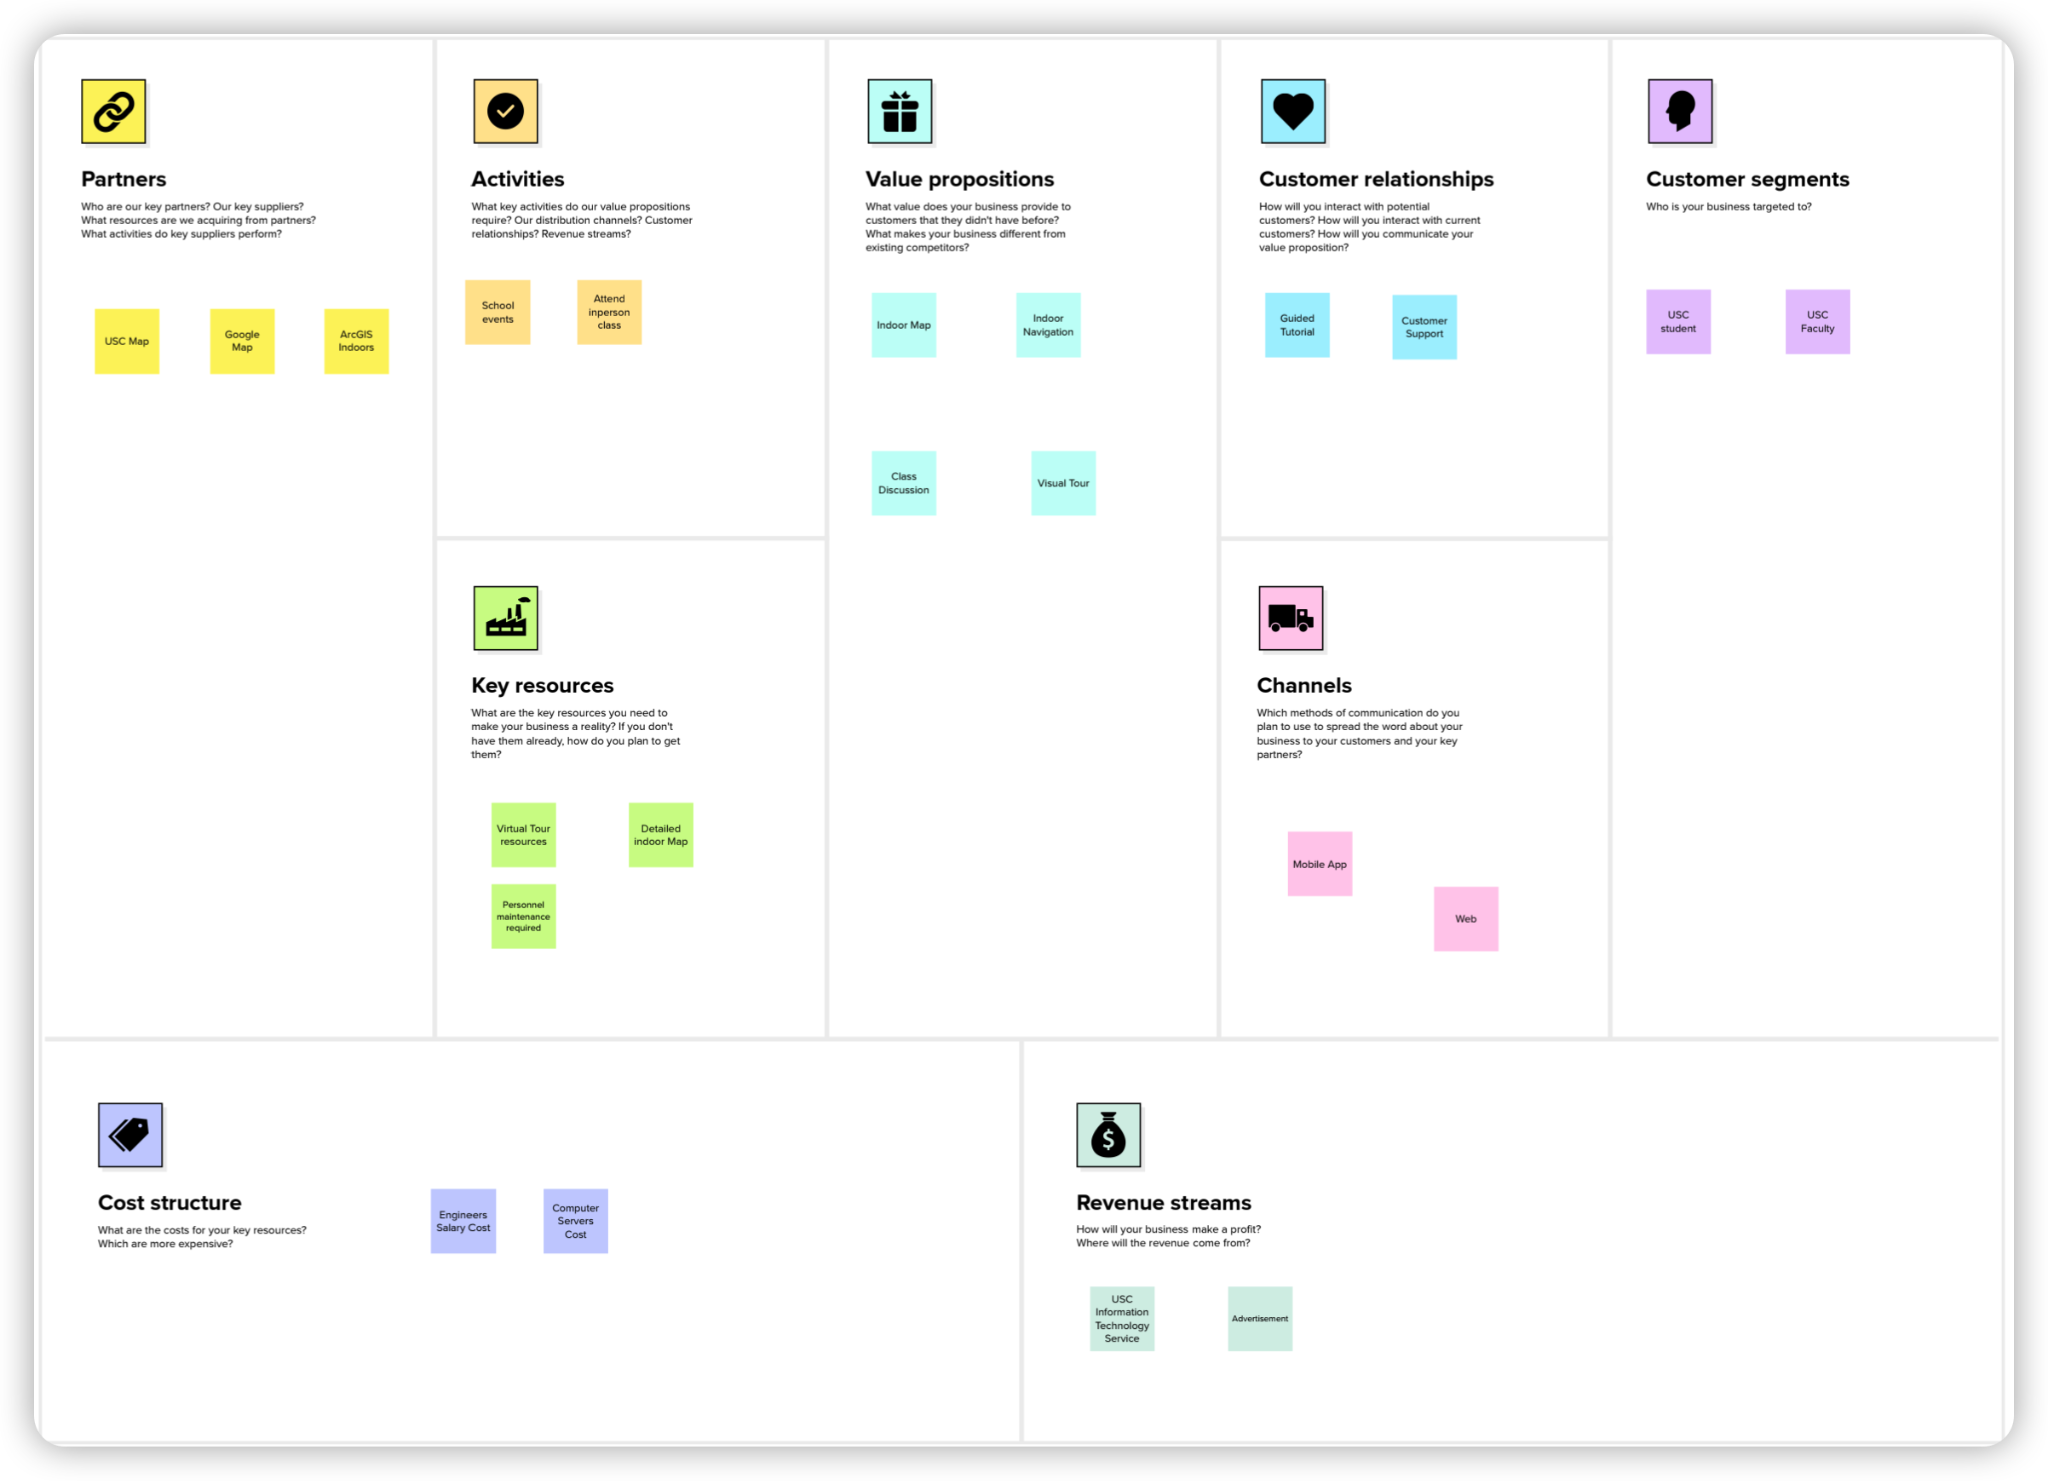 Partners
Who are our key partners? Our key suppliers?
What resources are we acquiring from partners?
What activities do key suppliers perform?
USC Map
Google
Map
ArcGIS
Indoors
Activities
What key activities do our value propositions
require? Our distribution channels? Customer
relationships? Revenue streams?
School
events
Attend
inperson
class
Key resources
What are the key resources you need to
make your business a reality? If you don't
have them already, how do you plan to get
them?
Virtual Tour
resources
Detailed
indoor Map
Personnel
maintenance
required
Value propositions
What value does your business provide to
customers that they didn't have before?
What makes your business different from
existing competitors?
Indoor Map
Indoor
Navigation
Class
Discussion
Visual Tour
Customer relationships
How will you interact with potential
customers? How will you interact with current
customers? How will you communicate your
value proposition?
Guided
Tutorial
Customer
Support
Channels
Which methods of communication do you
plan to use to spread the word about your
business to your customers and your key
partners?
Mobile App
Web
Customer segments
Who is your business targeted to?
USC
student
USC
Faculty
Cost structure
What are the costs for your key resources?
Which are more expensive?
Engineers
Salary Cost
Computer
Servers
Cost
$
Revenue streams
How will your business make a profit?
Where will the revenue come from?
USC
Information
Technology
Service
Advertisement